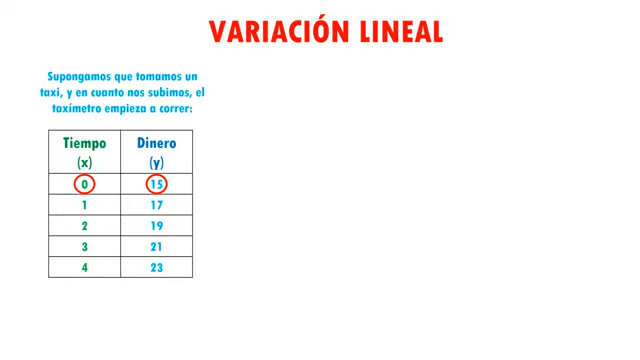 VARIACIÓN LINEAL
Supongamos que tomamos un
taxi, y en cuanto nos subimos, el
taxímetro empieza a correr:
Tiempo (x) Dinero (y)
0 15
1 17
2 19
3 21
4 23